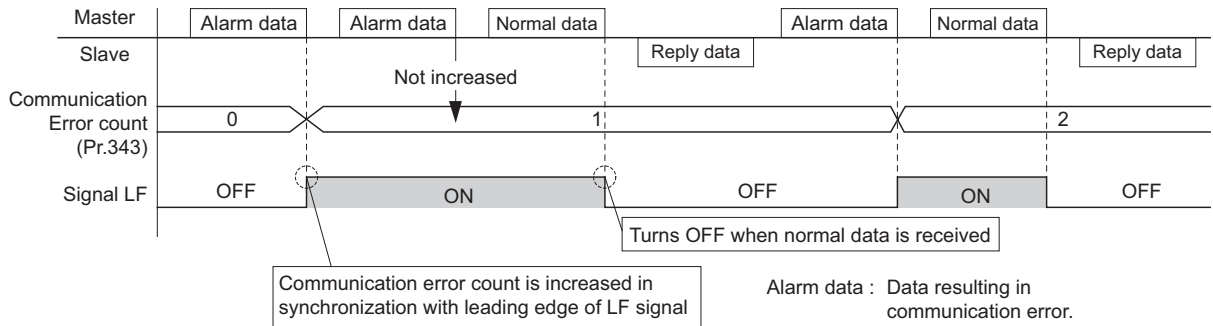 Master
Alarm data
Alarm data
Normal data
Alarm data
Normal data
Slave
Reply data
Reply data
Not increased
Communication
Error count
(Pr.343)
0
1
2
Signal LF
OFF
ON
OFF
ON
OFF
Turns OFF when normal data is received
Communication error count is increased in
synchronization with leading edge of LF signal
Alarm data : Data resulting in
communication error.